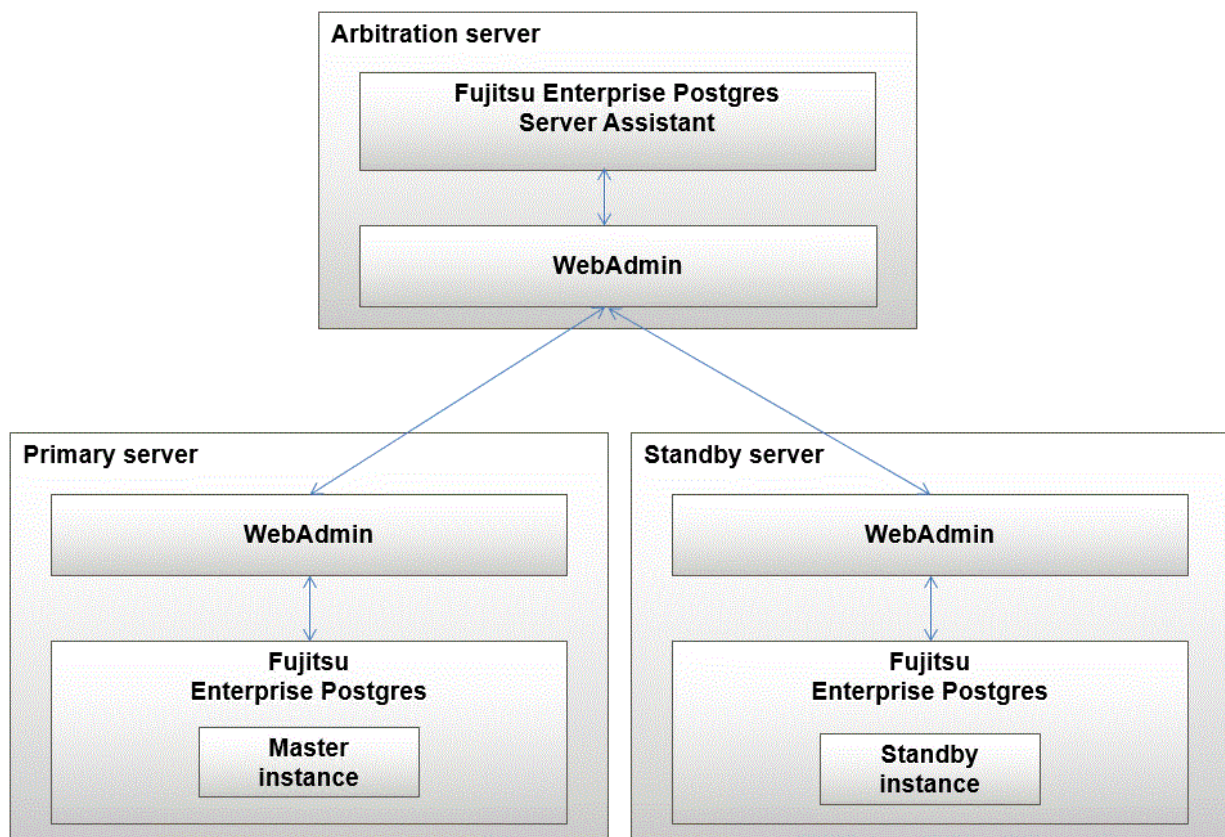 Arbitration server
Fujitsu Enterprise Postgres
Server Assistant
WebAdmin
Primary server
WebAdmin
Fujitsu
Enterprise Postgres
Master
instance
Standby server
WebAdmin
Fujitsu
Enterprise Postgres
Standby
instance